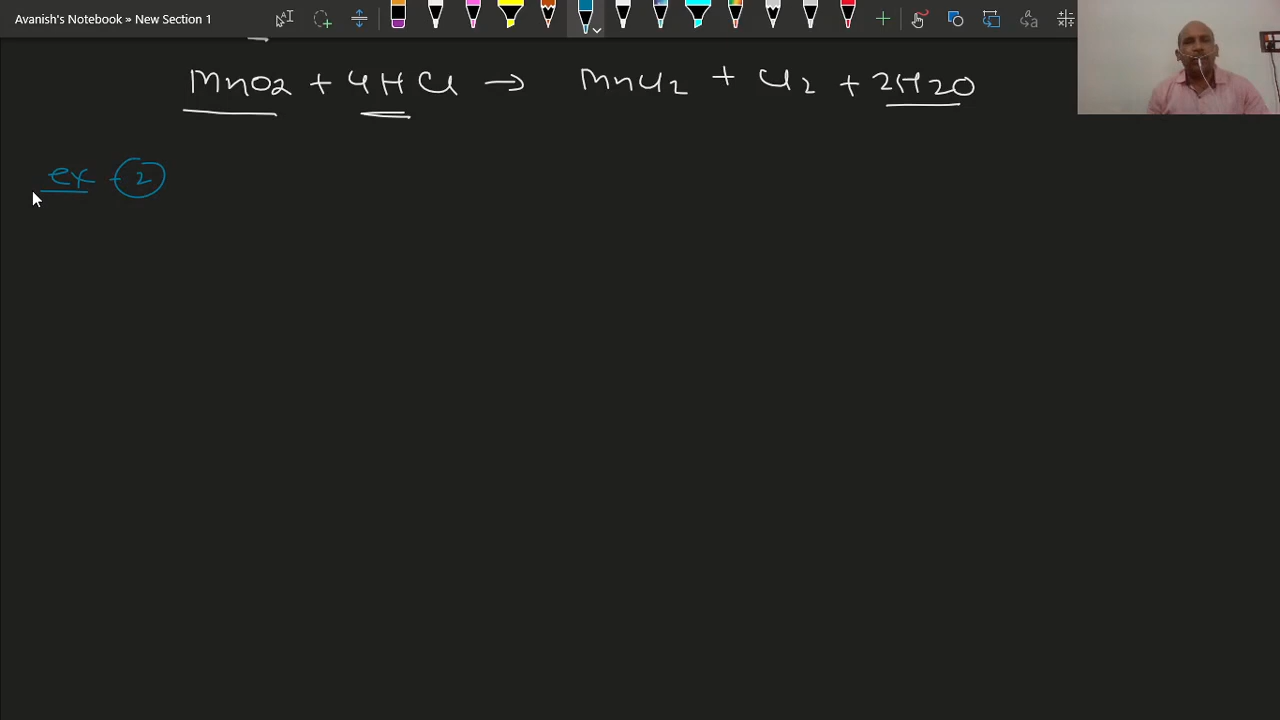 Avanish's Notebook » New Section 1
MnO2 + 4HCl → MnCl2 + Cl2 + 2H2O
ex - 2